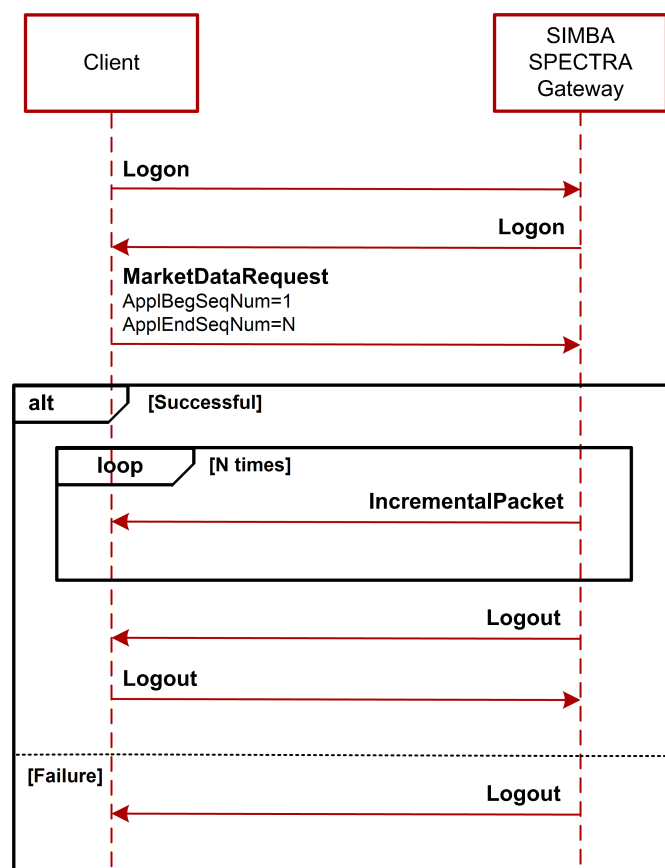 Client
SIMBA
SPECTRA
Gateway
Logon
Logon
MarketDataRequest
ApplBegSeqNum=1
ApplEndSeqNum=N
alt
[Successful]
loop
[N times]
IncrementalPacket
Logout
Logout
[Failure]
Logout